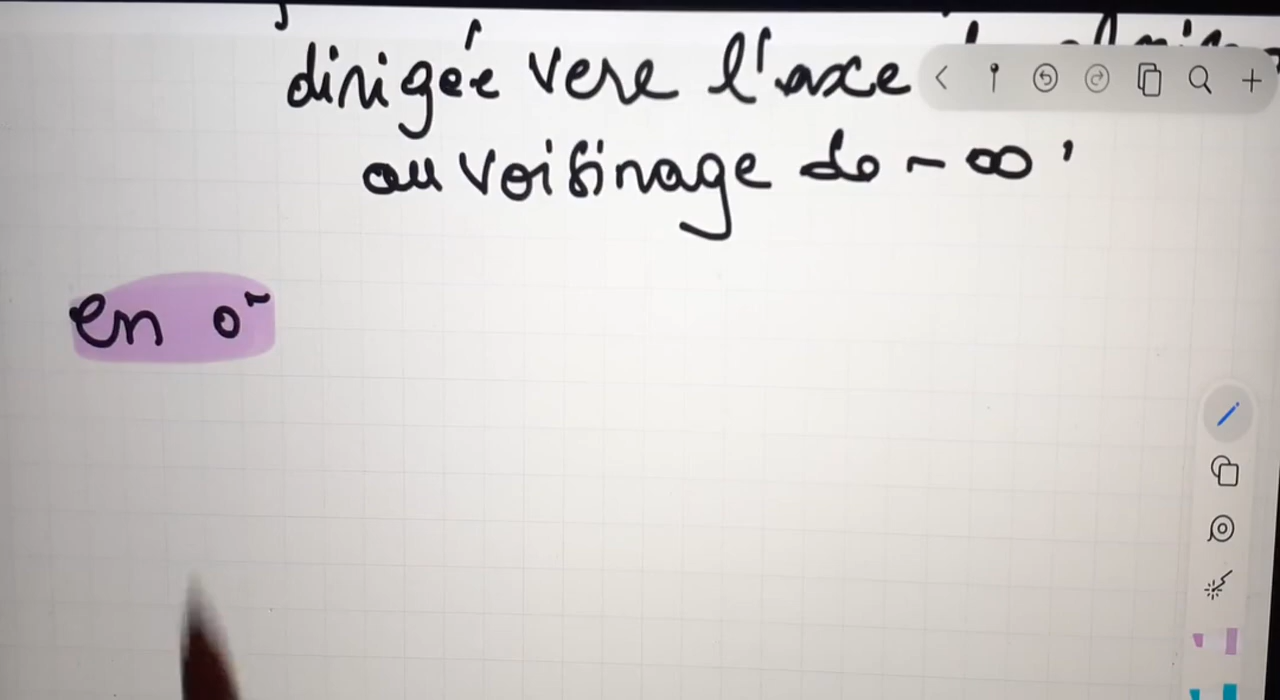 dirigée vers l'axe
au voisinage de - ∞'
en 0⁻